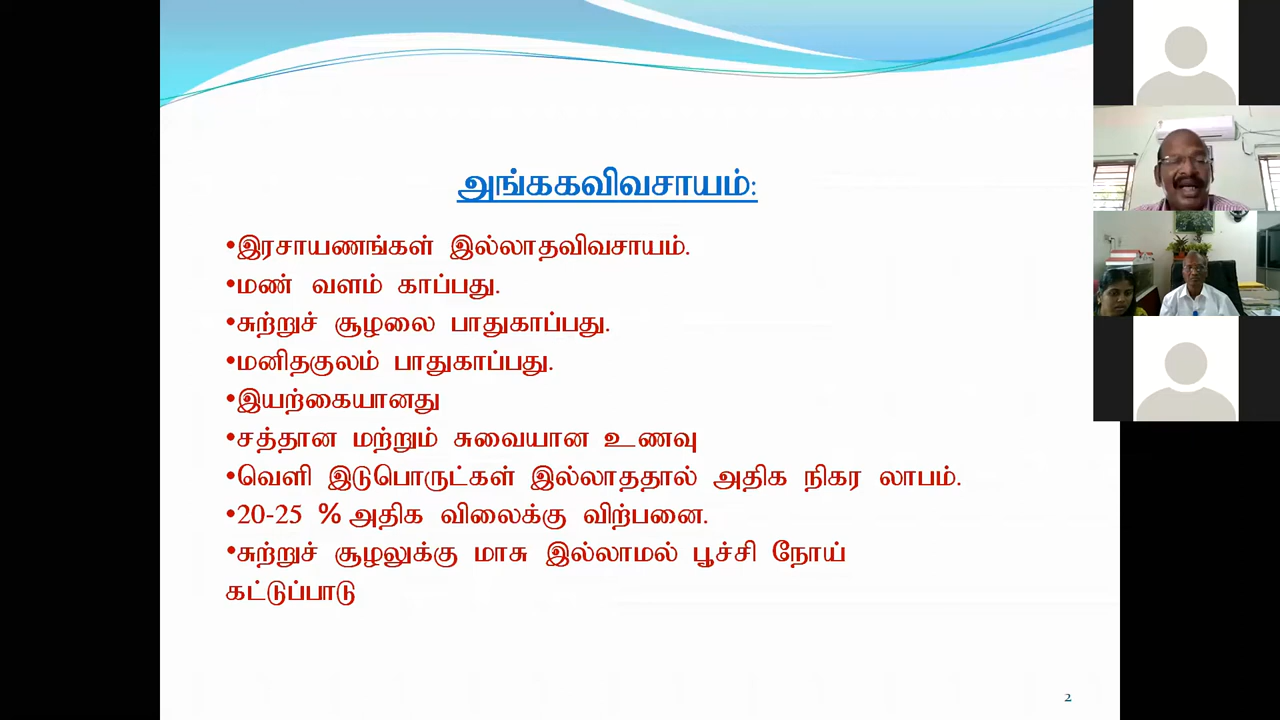 அங்ககவிவசாயம்:
•இரசாயணங்கள் இல்லாதவிவசாயம்.
•மண் வளம் காப்பது.
•சுற்றுச் சூழலை பாதுகாப்பது.
•மனிதகுலம் பாதுகாப்பது.
•இயற்கையானது
•சத்தான மற்றும் சுவையான உணவு
•வெளி இடுபொருட்கள் இல்லாததால் அதிக நிகர லாபம்.
•20-25 % அதிக விலைக்கு விற்பனை.
•சுற்றுச் சூழலுக்கு மாசு இல்லாமல் பூச்சி நோய்
கட்டுப்பாடு
2